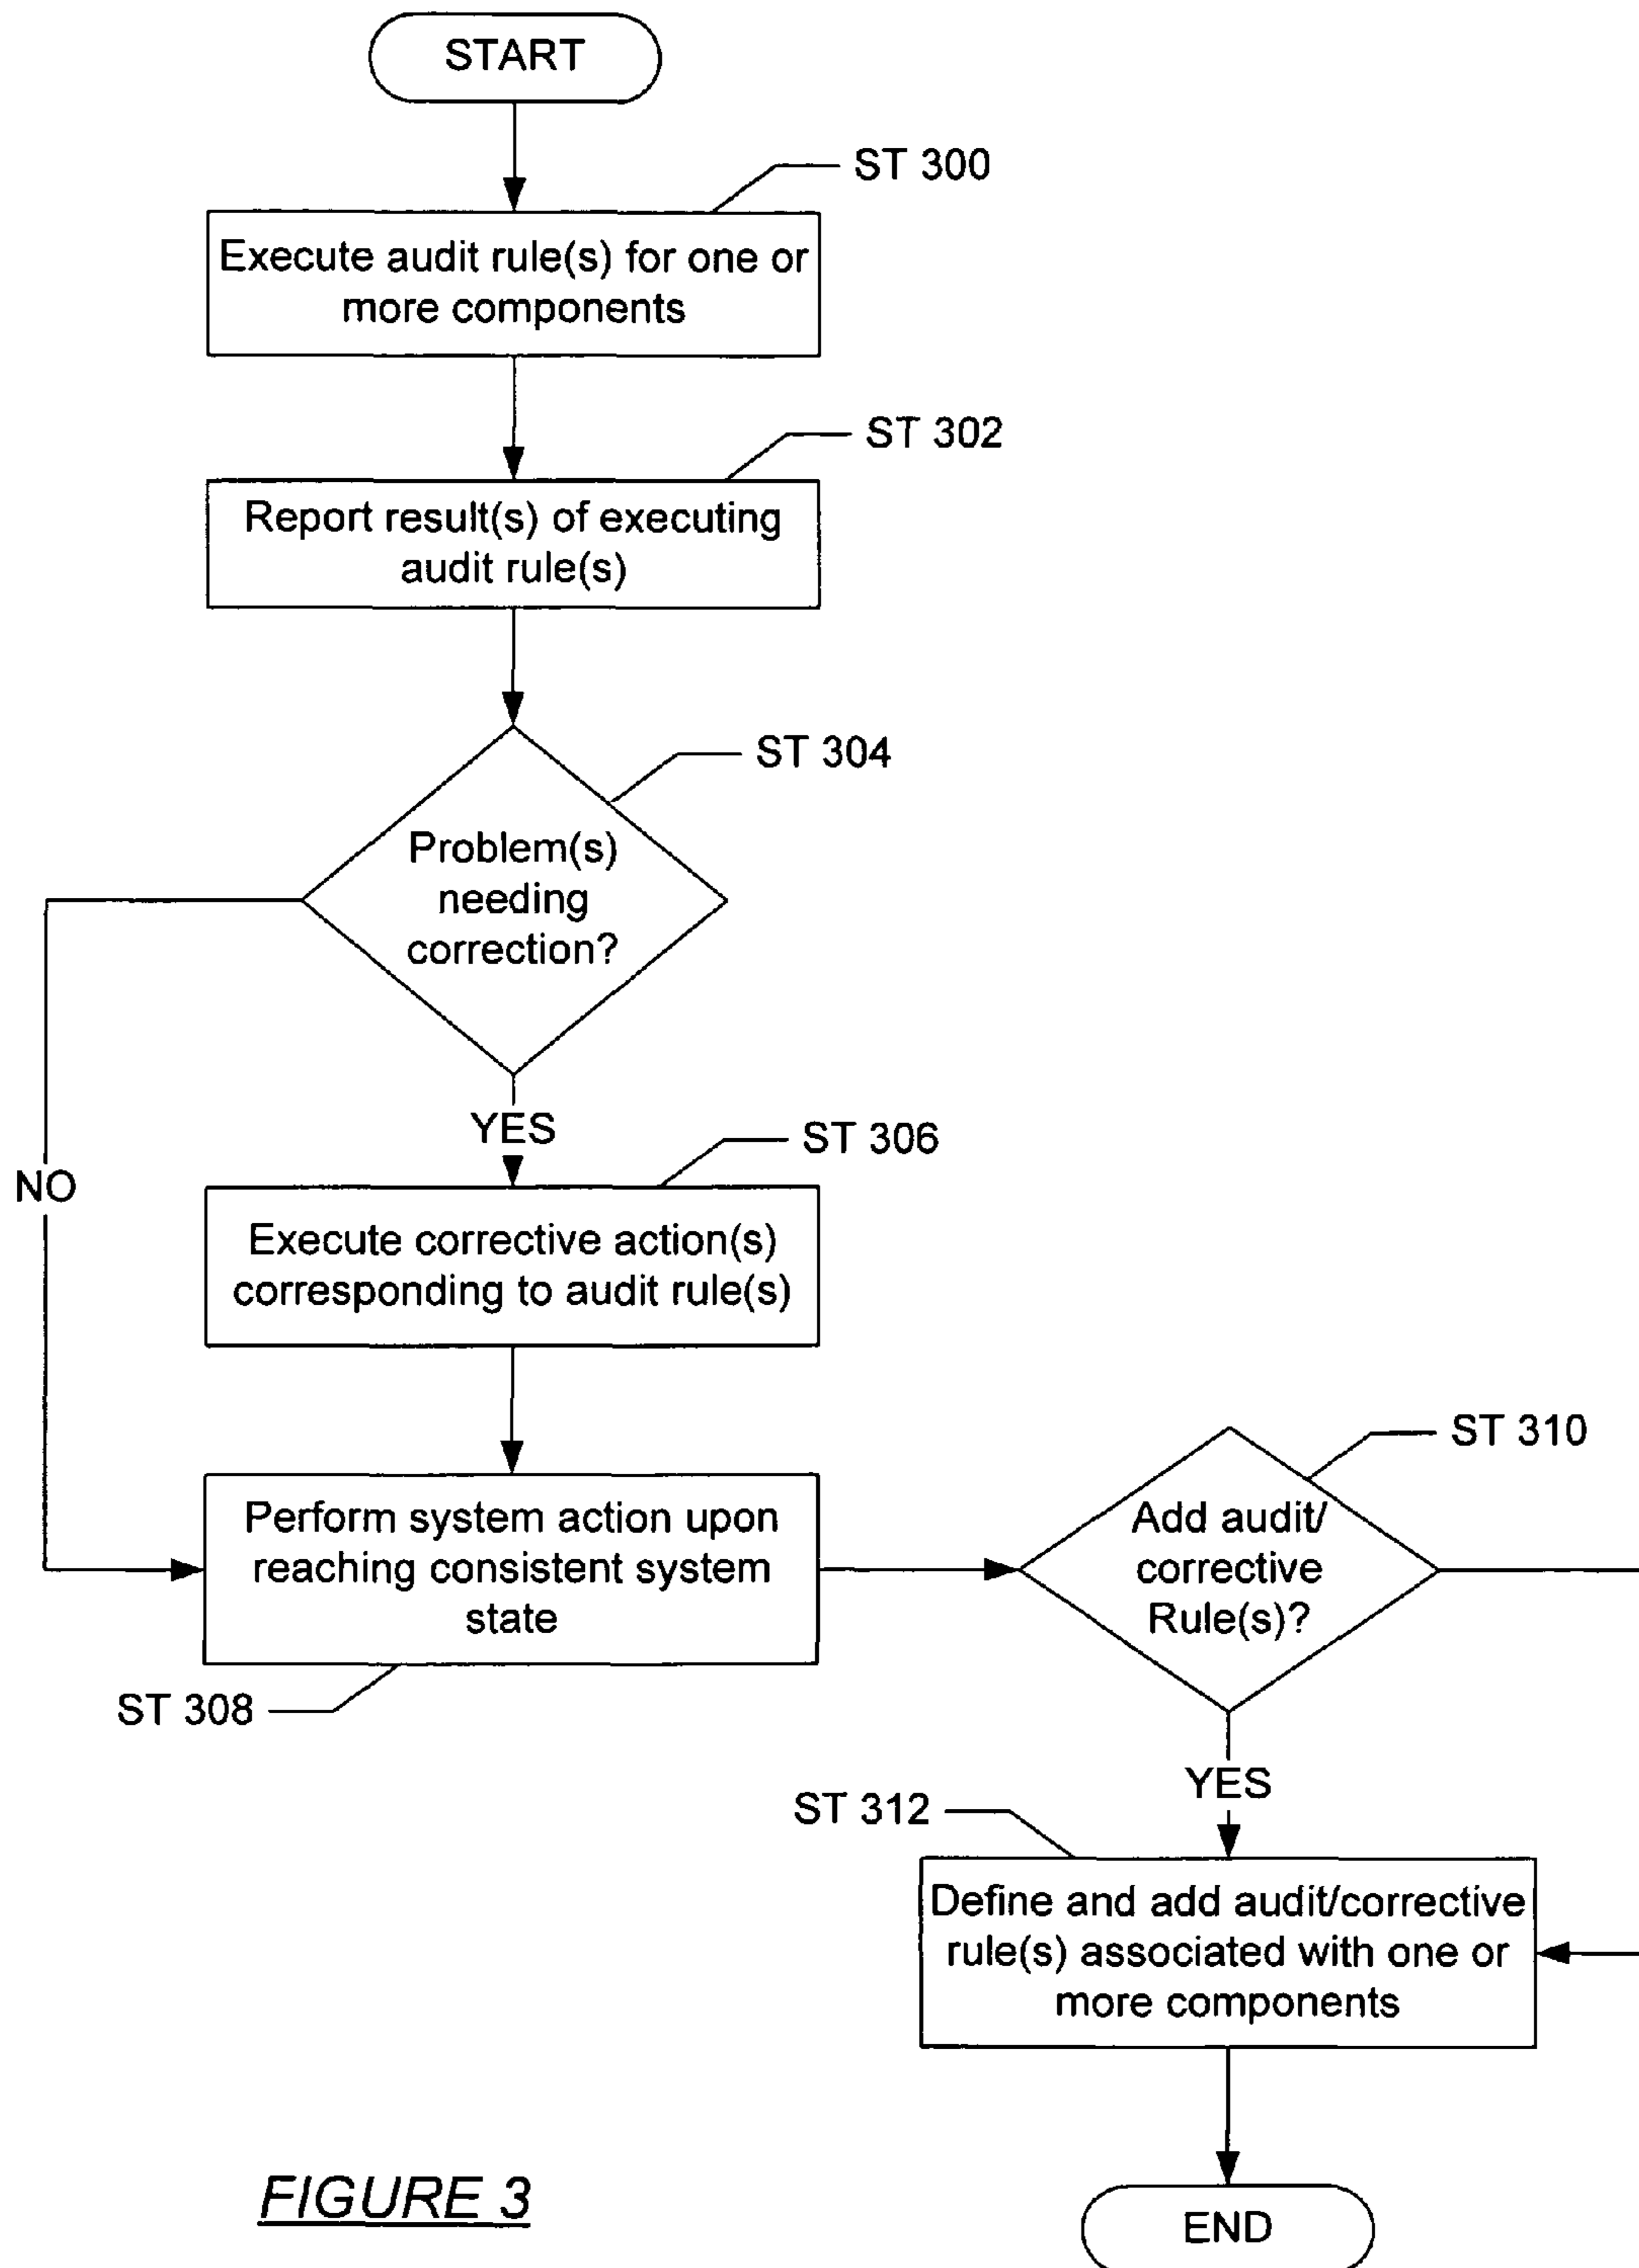 START
ST 300
Execute audit rule(s) for one or
more components
ST 302
Report result(s) of executing
audit rule(s)
ST 304
Problem(s)
needing
correction?
YES
NO
ST 306
Execute corrective action(s)
corresponding to audit rule(s)
Perform system action upon
reaching consistent system
state
ST 308
ST 310
Add audit/
corrective
Rule(s)?
YES
ST 312
Define and add audit/corrective
rule(s) associated with one or
more components
END
FIGURE 3